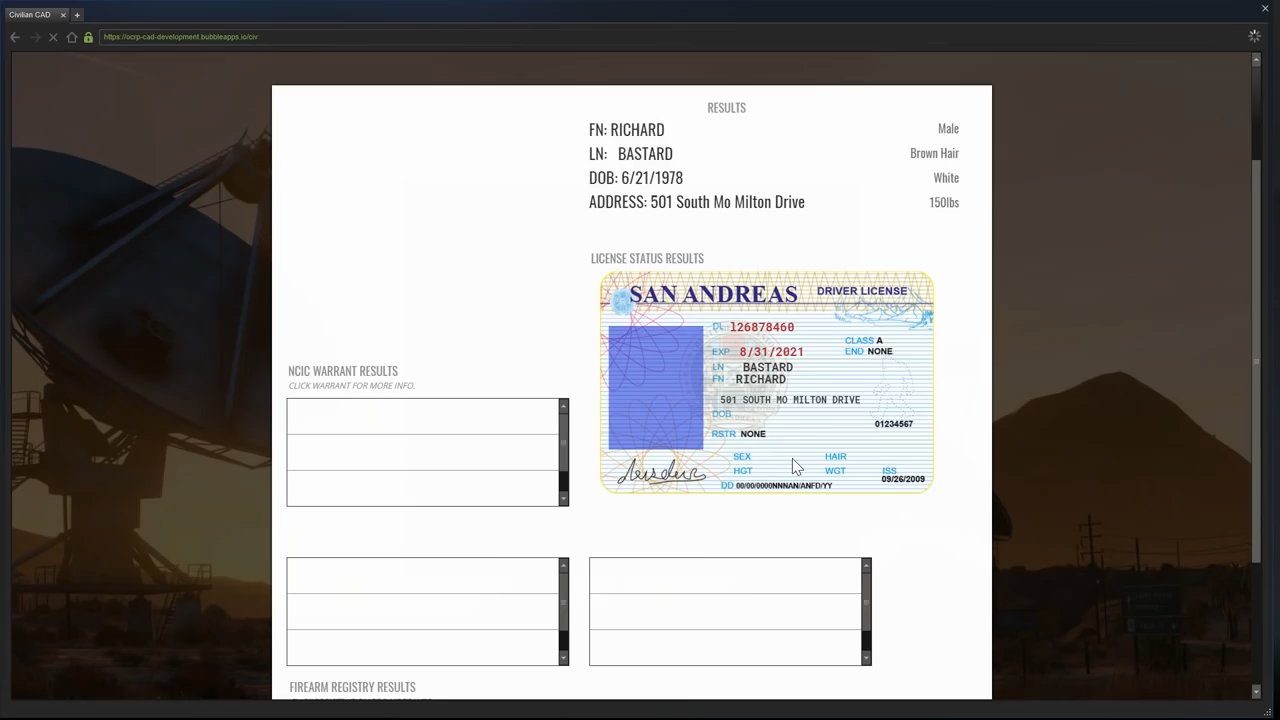 Civilian CAD
https://ocrp-cad-development.bubbleapps.io/civ
RESULTS
FN: RICHARD
Male
LN: BASTARD
Brown Hair
DOB: 6/21/1978
White
ADDRESS: 501 South Mo Milton Drive
150lbs
LICENSE STATUS RESULTS
SAN ANDREAS DRIVER LICENSE
DL 126878460
CLASS A
EXP 8/31/2021
END NONE
LN BASTARD
FN RICHARD
501 SOUTH MO MILTON DRIVE
DOB
01234567
RSTR NONE
SEX HAIR
HGT WGT ISS
09/26/2009
DD 00/00/0000NNNAN/ANFD/YY
NCIC WARRANT RESULTS
CLICK WARRANT FOR MORE INFO.
FIREARM REGISTRY RESULTS